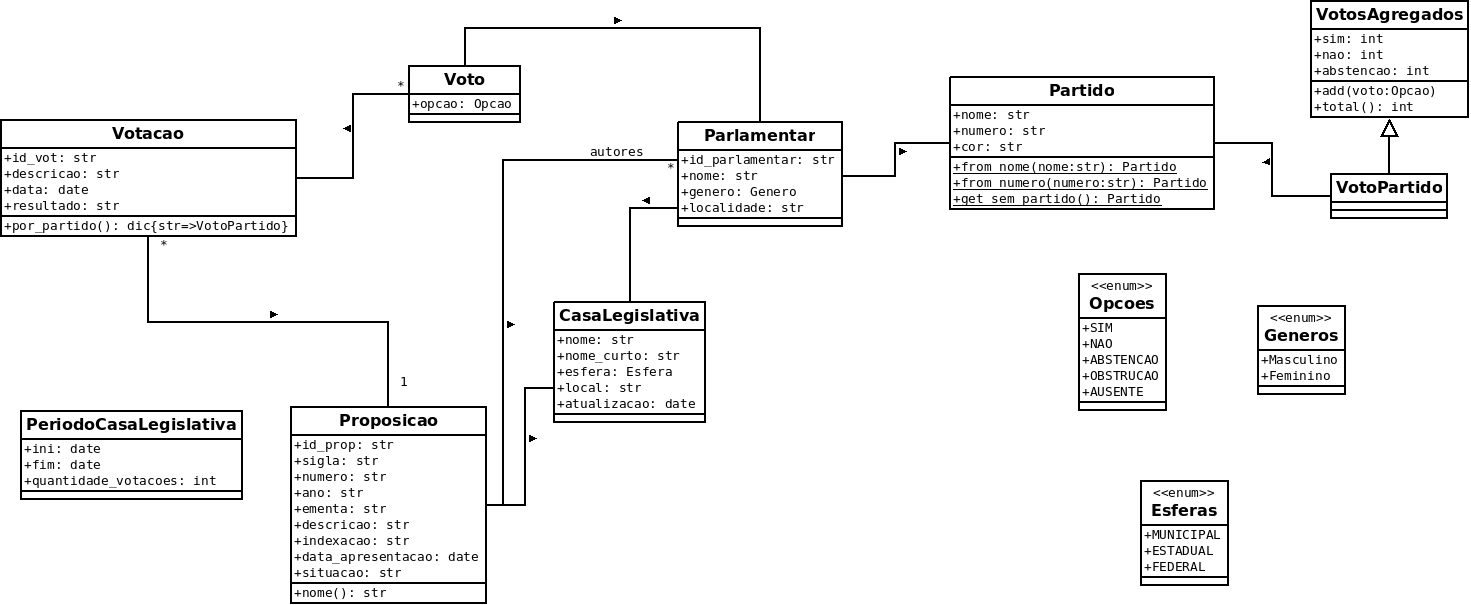 VotosAgregados
+sim: int
+nao: int
+abstencao: int
+add(voto:Opcao)
+total(): int
Voto
+opcao: Opcao
*
Partido
+nome: str
+numero: str
+cor: str
+from_nome(nome:str): Partido
+from_numero(numero:str): Partido
+get_sem_partido(): Partido
Votacao
+id_vot: str
+descricao: str
+data: date
+resultado: str
+por_partido(): dic{str=>VotoPartido}
*
autores
*
Parlamentar
+id_parlamentar: str
+nome: str
+genero: Genero
+localidade: str
VotoPartido
CasaLegislativa
+nome: str
+nome_curto: str
+esfera: Esfera
+local: str
+atualizacao: date
<<enum>>
Opcoes
+SIM
+NAO
+ABSTENCAO
+OBSTRUCAO
+AUSENTE
<<enum>>
Generos
+Masculino
+Feminino
1
PeriodoCasaLegislativa
+ini: date
+fim: date
+quantidade_votacoes: int
Proposicao
+id_prop: str
+sigla: str
+numero: str
+ano: str
+ementa: str
+descricao: str
+indexacao: str
+data_apresentacao: date
+situacao: str
+nome(): str
<<enum>>
Esferas
+MUNICIPAL
+ESTADUAL
+FEDERAL